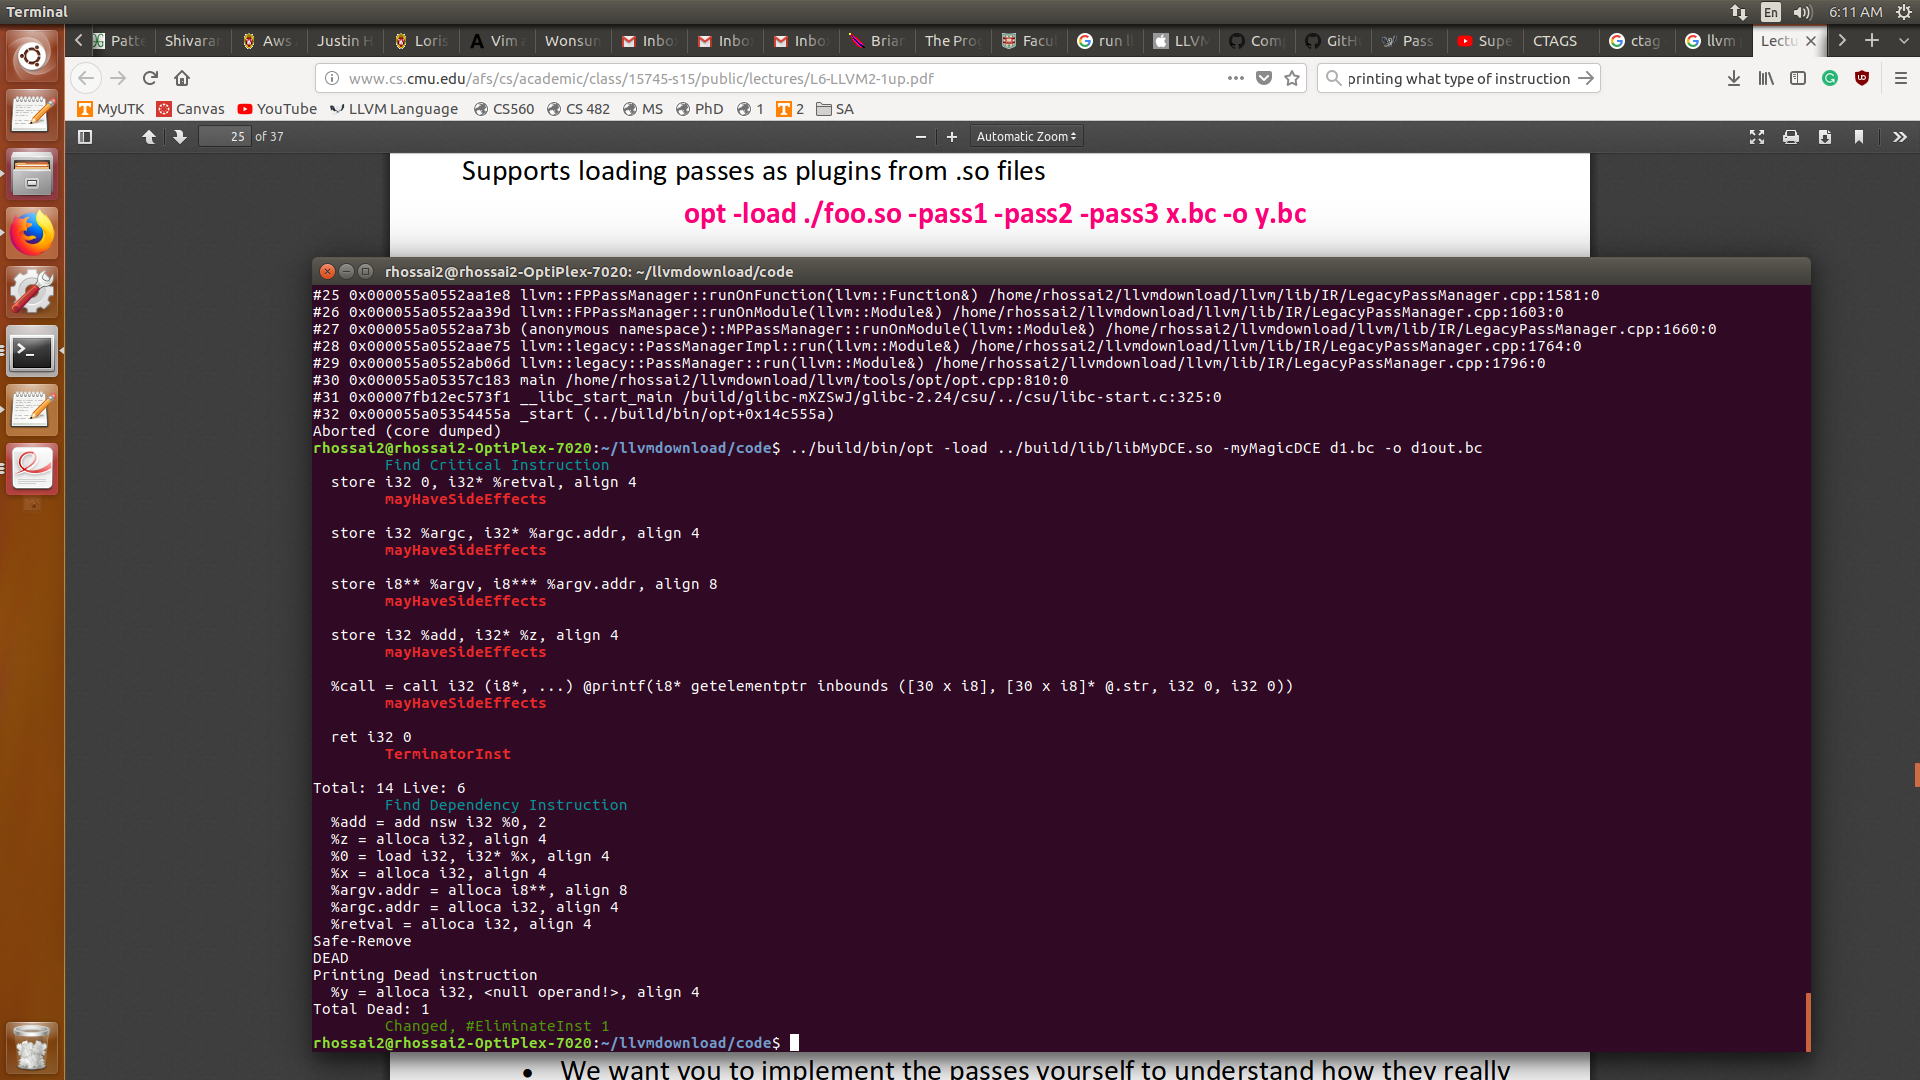 Terminal
En
6:11 AM
Patte
Shivarar
Aws
Justin H
Loris
Vim a
Wonsun
Inbo
Inbo
Inbo
Brian
The Pro
Facul
run ll
LLVM
Com
GitH
Pass
Supe
CTAGS
ctag
llvm
Lectu
www.cs.cmu.edu/afs/cs/academic/class/15745-s15/public/lectures/L6-LLVM2-1up.pdf
printing what type of instruction
MyUTK
Canvas
YouTube
LLVM Language
CS560
CS 482
MS
PhD
1
2
SA
25 of 37
Automatic Zoom
Supports loading passes as plugins from .so files
opt -load ./foo.so -pass1 -pass2 -pass3 x.bc -o y.bc
rhossai2@rhossai2-OptiPlex-7020: ~/llvmdownload/code
#25 0x000055a0552aa1e8 llvm::FPPassManager::runOnFunction(llvm::Function&) /home/rhossai2/llvmdownload/llvm/lib/IR/LegacyPassManager.cpp:1581:0
#26 0x000055a0552aa39d llvm::FPPassManager::runOnModule(llvm::Module&) /home/rhossai2/llvmdownload/llvm/lib/IR/LegacyPassManager.cpp:1603:0
#27 0x000055a0552aa73b (anonymous namespace)::MPPassManager::runOnModule(llvm::Module&) /home/rhossai2/llvmdownload/llvm/lib/IR/LegacyPassManager.cpp:1660:0
#28 0x000055a0552aae75 llvm::legacy::PassManagerImpl::run(llvm::Module&) /home/rhossai2/llvmdownload/llvm/lib/IR/LegacyPassManager.cpp:1764:0
#29 0x000055a0552ab06d llvm::legacy::PassManager::run(llvm::Module&) /home/rhossai2/llvmdownload/llvm/lib/IR/LegacyPassManager.cpp:1796:0
#30 0x000055a05357c183 main /home/rhossai2/llvmdownload/llvm/tools/opt/opt.cpp:810:0
#31 0x00007fb12ec573f1 __libc_start_main /build/glibc-mXZSwJ/glibc-2.24/csu/../csu/libc-start.c:325:0
#32 0x000055a05354455a _start (../build/bin/opt+0x14c555a)
Aborted (core dumped)
rhossai2@rhossai2-OptiPlex-7020:~/llvmdownload/code$ ../build/bin/opt -load ../build/lib/libMyDCE.so -myMagicDCE d1.bc -o d1out.bc
Find Critical Instruction
store i32 0, i32* %retval, align 4
mayHaveSideEffects
store i32 %argc, i32* %argc.addr, align 4
mayHaveSideEffects
store i8** %argv, i8*** %argv.addr, align 8
mayHaveSideEffects
store i32 %add, i32* %z, align 4
mayHaveSideEffects
%call = call i32 (i8*, ...) @printf(i8* getelementptr inbounds ([30 x i8], [30 x i8]* @.str, i32 0, i32 0))
mayHaveSideEffects
ret i32 0
TerminatorInst
Total: 14 Live: 6
Find Dependency Instruction
%add = add nsw i32 %0, 2
%z = alloca i32, align 4
%0 = load i32, i32* %x, align 4
%x = alloca i32, align 4
%argv.addr = alloca i8**, align 8
%argc.addr = alloca i32, align 4
%retval = alloca i32, align 4
Safe-Remove
DEAD
Printing Dead instruction
%y = alloca i32, <null operand!>, align 4
Total Dead: 1
Changed, #EliminateInst 1
rhossai2@rhossai2-OptiPlex-7020:~/llvmdownload/code$
• We want you to implement the passes yourself to understand how they really